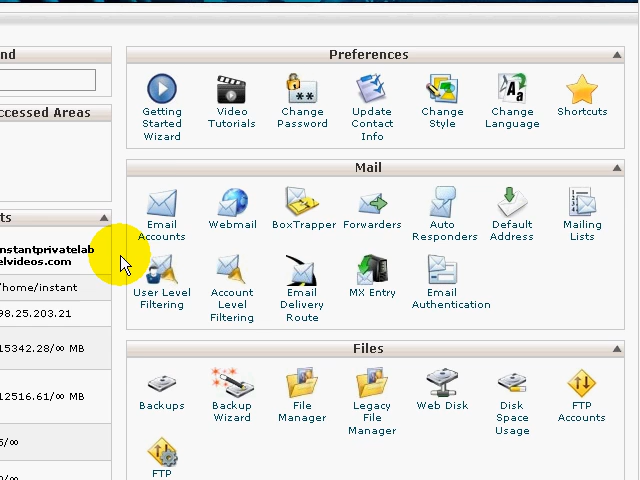 nd
ccessed Areas
ts
nstantprivatelab
elvideos.com
/home/instant
98.25.203.21
15342.28/∞ MB
12516.61/∞ MB
5/∞
Preferences
Getting
Started
Wizard
Video
Tutorials
Change
Password
Update
Contact
Info
Change
Style
Change
Language
Shortcuts
Mail
Email
Accounts
Webmail
BoxTrapper
Forwarders
Auto
Responders
Default
Address
Mailing
Lists
User Level
Filtering
Account
Level
Filtering
Email
Delivery
Route
MX Entry
Email
Authentication
Files
Backups
Backup
Wizard
File
Manager
Legacy
File
Manager
Web Disk
Disk
Space
Usage
FTP
Accounts
FTP